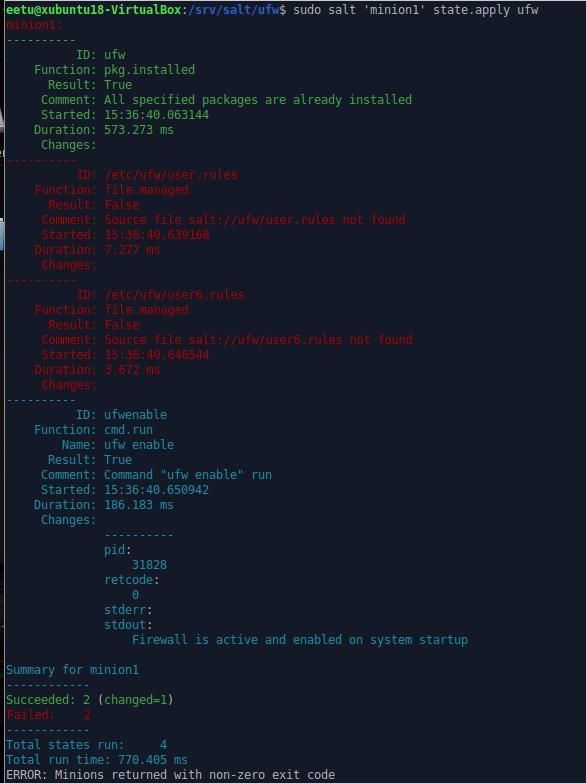 eetu@xubuntu18-VirtualBox:/srv/salt/ufw$ sudo salt 'minion1' state.apply ufw
minion1:
----------
          ID: ufw
    Function: pkg.installed
      Result: True
     Comment: All specified packages are already installed
     Started: 15:36:40.063144
    Duration: 573.273 ms
     Changes:
----------
          ID: /etc/ufw/user.rules
    Function: file.managed
      Result: False
     Comment: Source file salt://ufw/user.rules not found
     Started: 15:36:40.639168
    Duration: 7.277 ms
     Changes:
----------
          ID: /etc/ufw/user6.rules
    Function: file.managed
      Result: False
     Comment: Source file salt://ufw/user6.rules not found
     Started: 15:36:40.646544
    Duration: 3.672 ms
     Changes:
----------
          ID: ufwenable
    Function: cmd.run
        Name: ufw enable
      Result: True
     Comment: Command "ufw enable" run
     Started: 15:36:40.650942
    Duration: 186.183 ms
     Changes:
              ----------
              pid:
                  31828
              retcode:
                  0
              stderr:
              stdout:
                  Firewall is active and enabled on system startup

Summary for minion1
------------
Succeeded: 2 (changed=1)
Failed:    2
------------
Total states run:     4
Total run time: 770.405 ms
ERROR: Minions returned with non-zero exit code